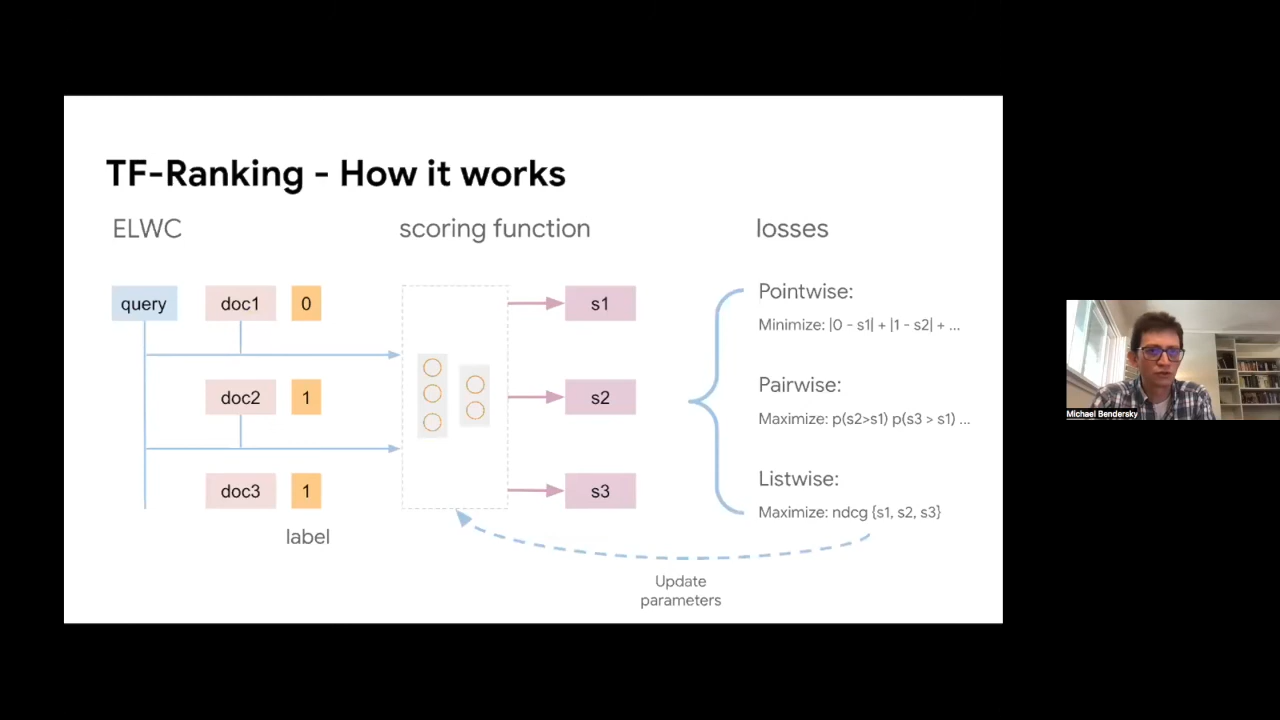 TF-Ranking - How it works
ELWC
scoring function
losses
query
doc1
0
s1
doc2
1
s2
doc3
1
s3
label
Pointwise:
Minimize: |0 - s1| + |1 - s2| + ...
Pairwise:
Maximize: p(s2>s1) p(s3 > s1) ...
Listwise:
Maximize: ndcg {s1, s2, s3}
Update
parameters
Michael Bendersky